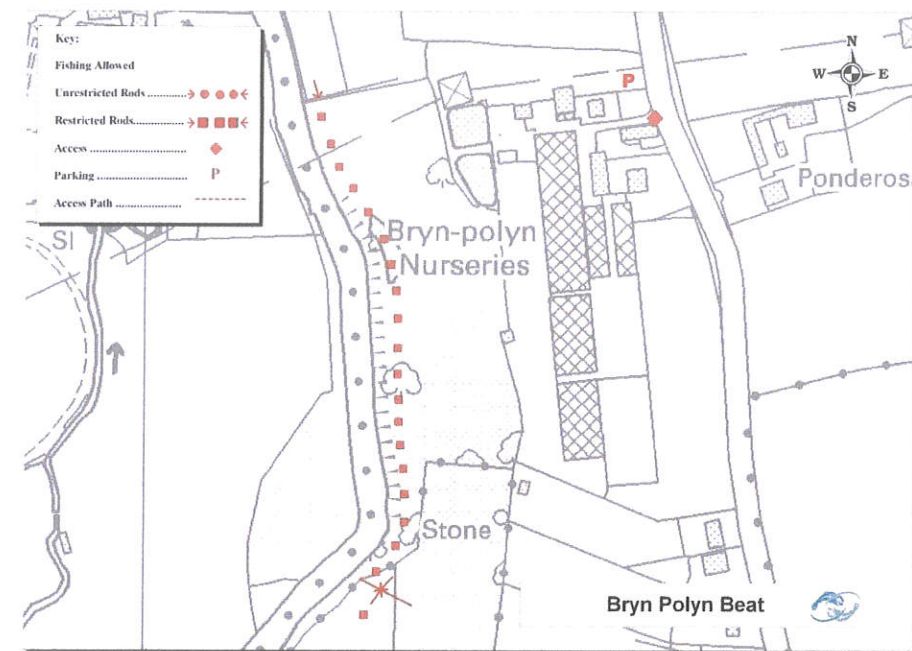 Key:
Fishing Allowed
Unrestricted Rods
Restricted Rods
Access
Parking P
Access Path
N
W E
S
P
Ponderos
SI
Bryn-polyn
Nurseries
Stone
Bryn Polyn Beat